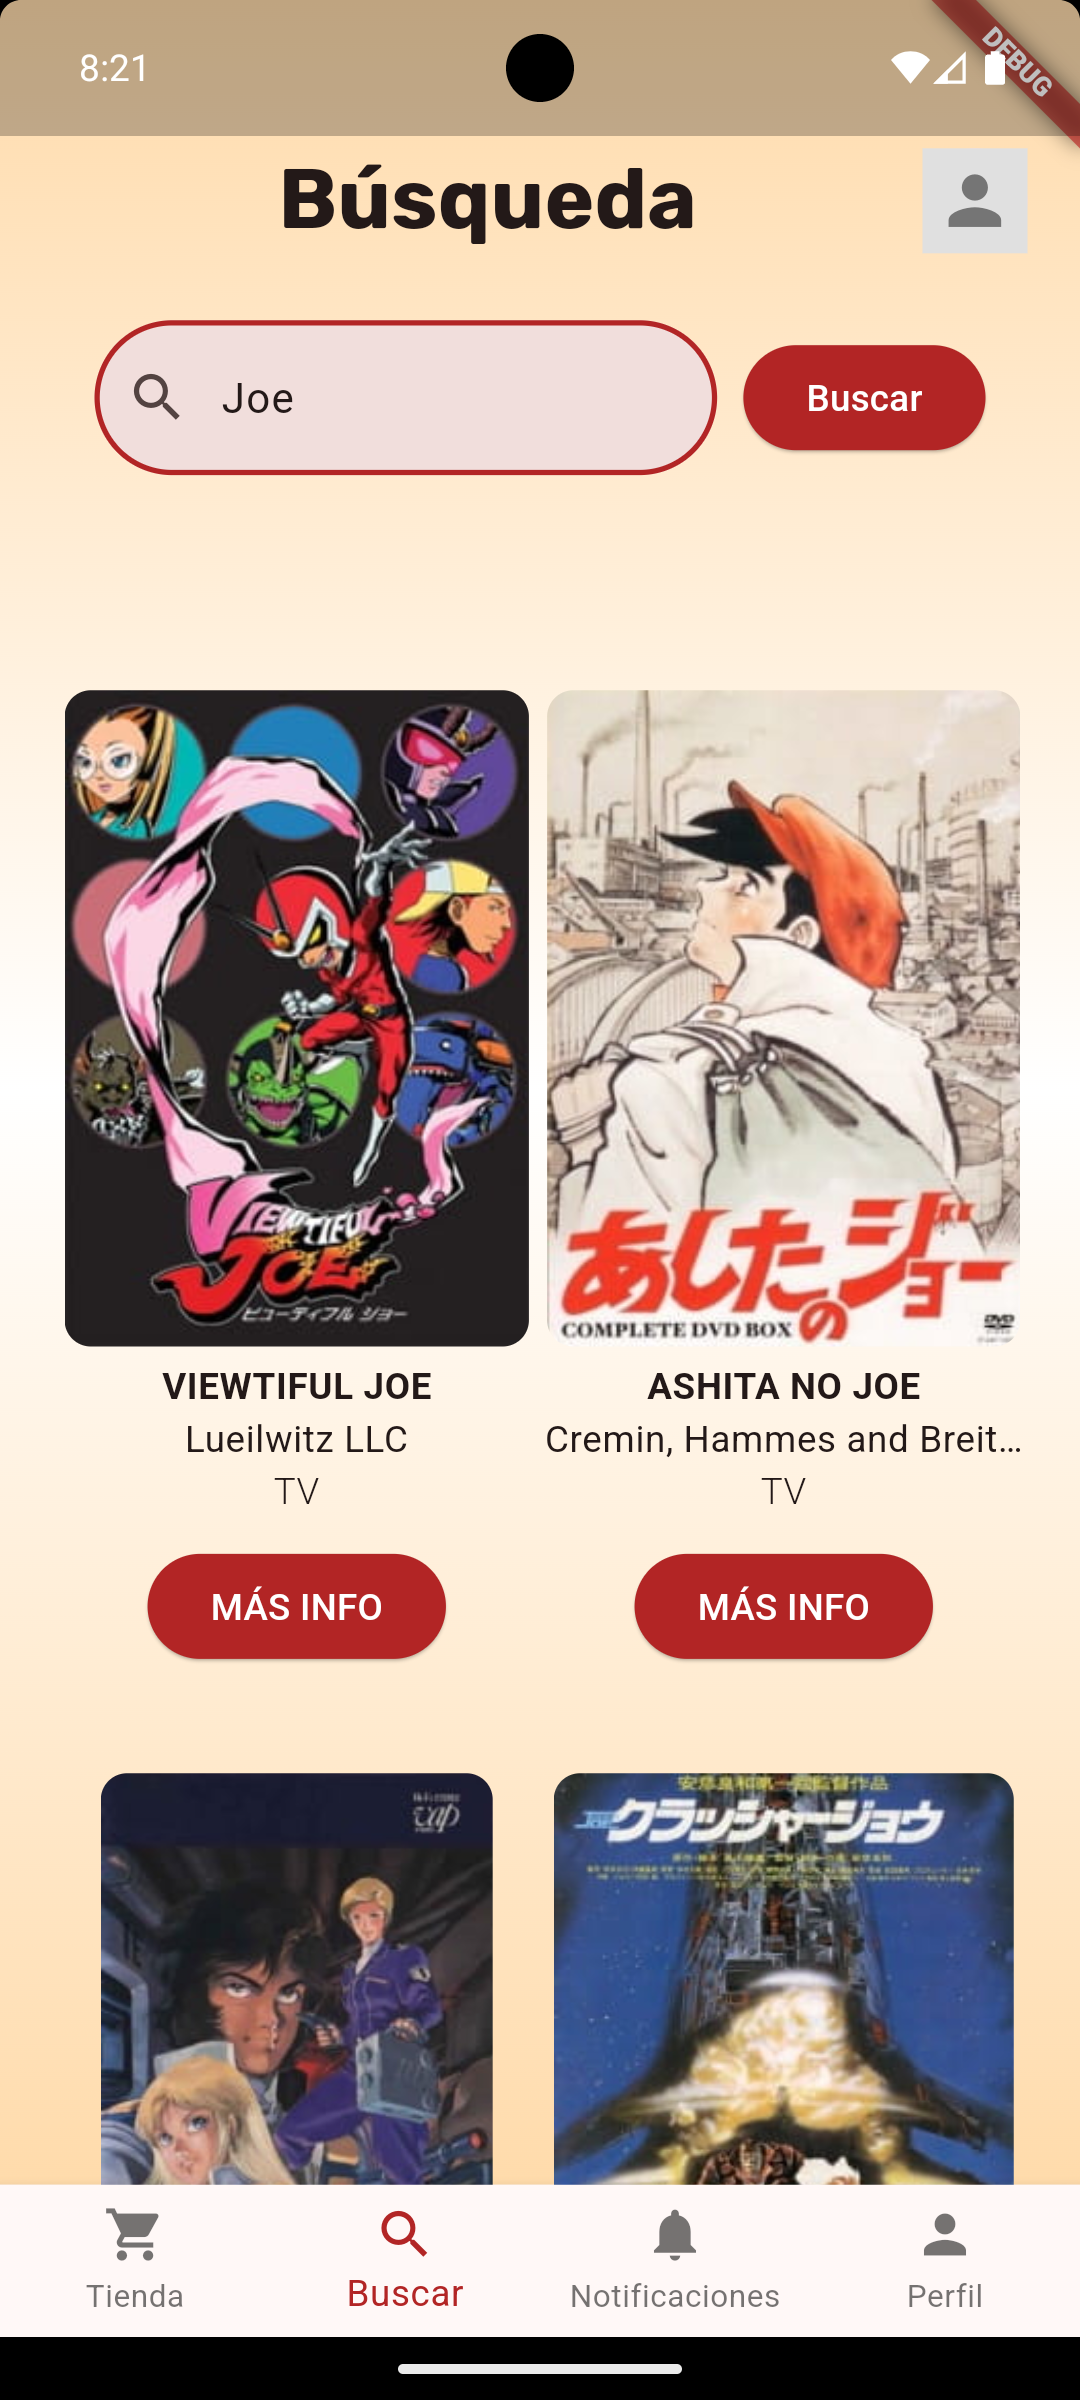 8:21
DEBUG
Búsqueda
Joe
Buscar
VIEWTIFUL
THE JOE
ビューティフル ジョー
あしたのジョー
COMPLETE DVD BOX
DVD
VIEWTIFUL JOE
Lueilwitz LLC
TV
MÁS INFO
ASHITA NO JOE
Cremin, Hammes and Breit...
TV
MÁS INFO
vap
安彦良和第一回監督作品
クラッシャージョウ
Tienda
Buscar
Notificaciones
Perfil